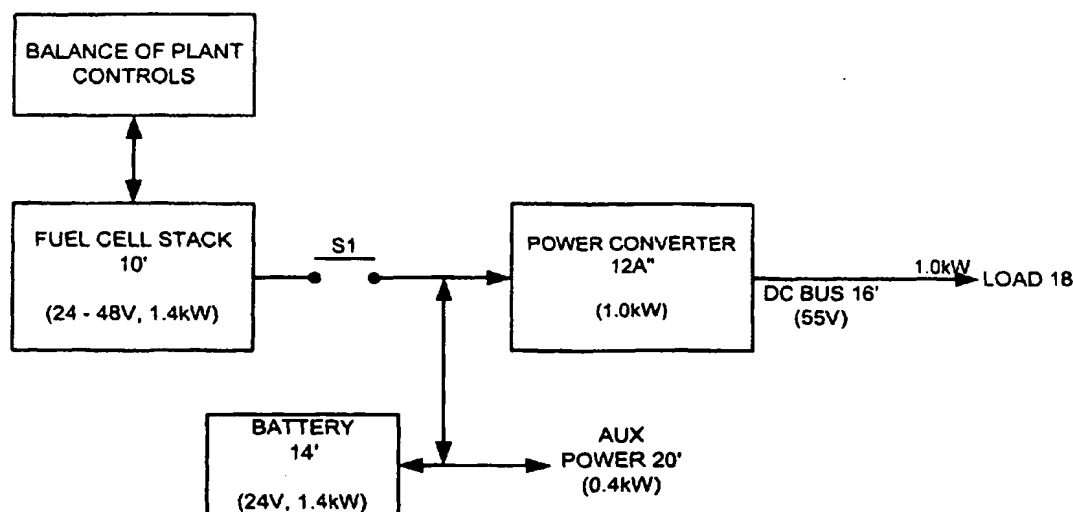 BALANCE OF PLANT
CONTROLS
FUEL CELL STACK
10'
(24 - 48V, 1.4kW)
S1
POWER CONVERTER
12A"
(1.0kW)
1.0kW
LOAD 18
DC BUS 16'
(55V)
BATTERY
14'
(24V, 1.4kW)
AUX
POWER 20'
(0.4kW)